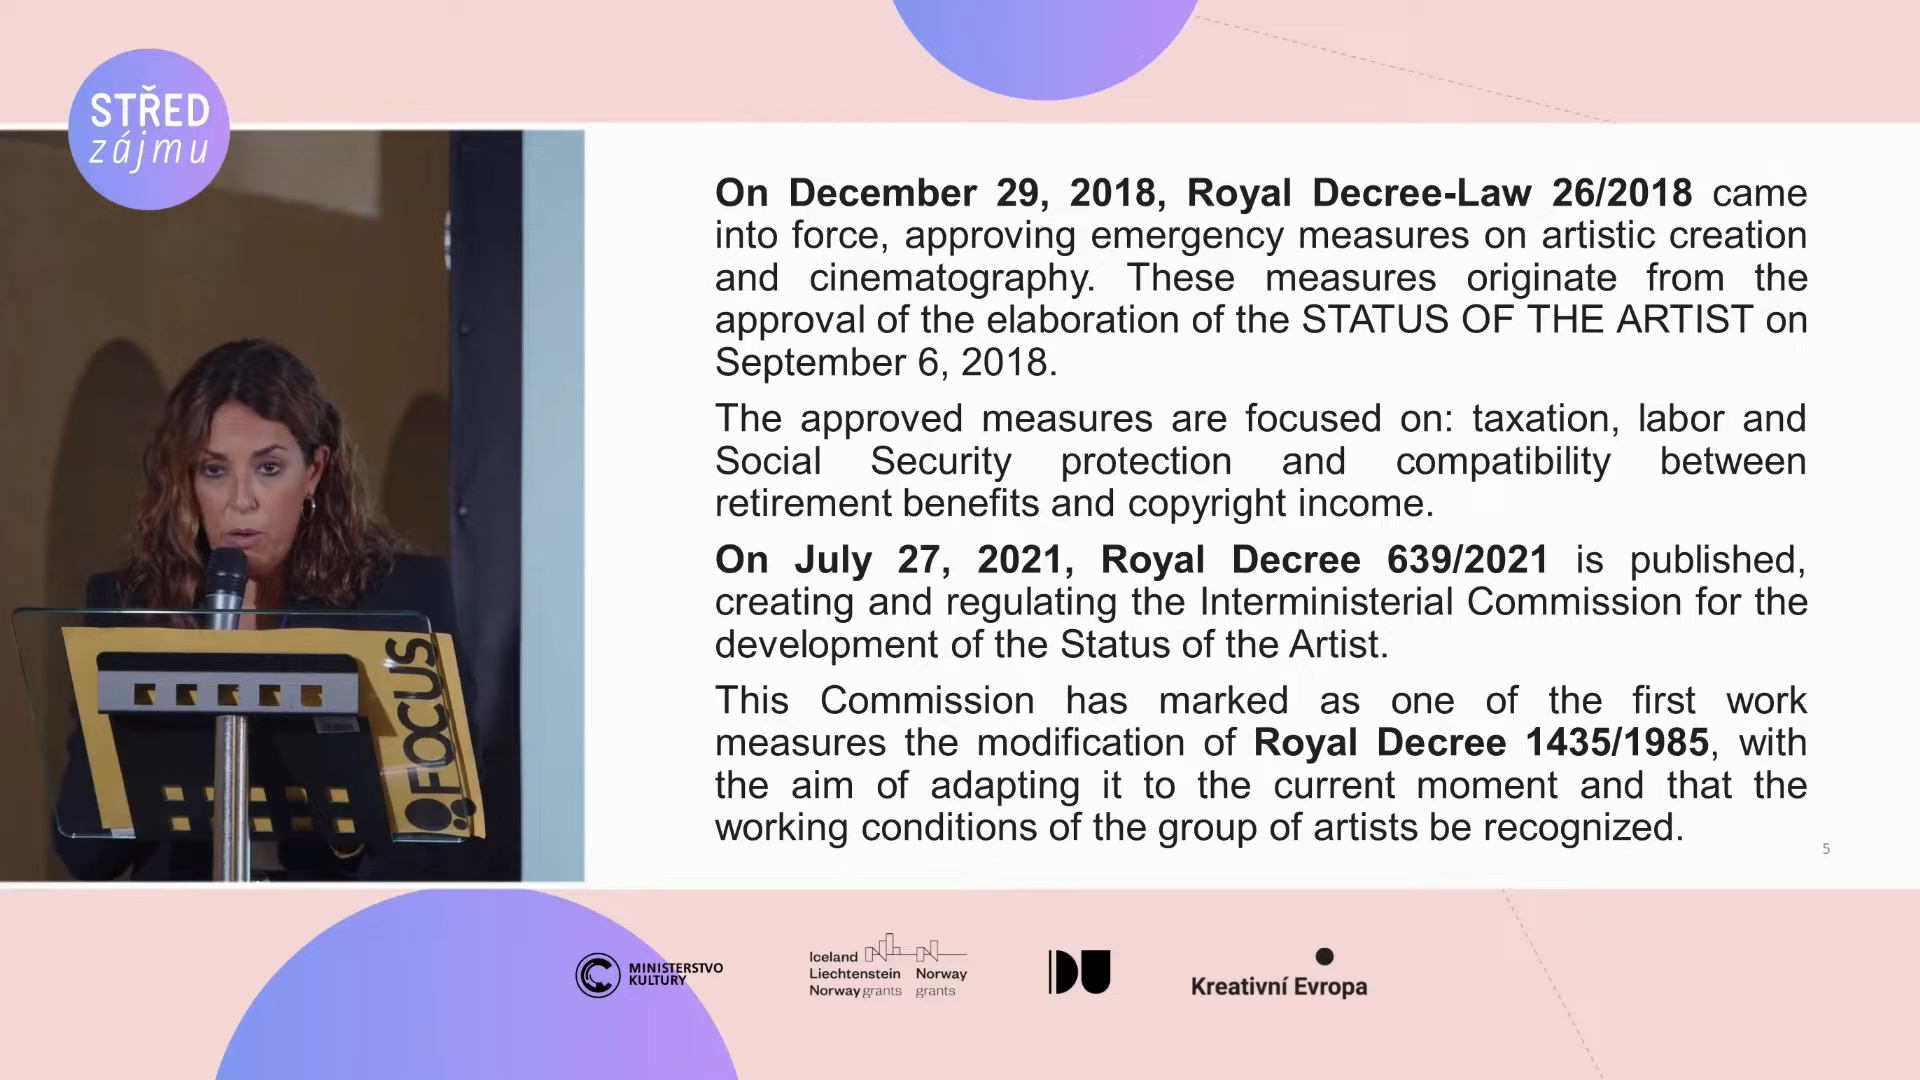 STŘED
zájmu
On December 29, 2018, Royal Decree-Law 26/2018 came
into force, approving emergency measures on artistic creation
and cinematography. These measures originate from the
approval of the elaboration of the STATUS OF THE ARTIST on
September 6, 2018.
The approved measures are focused on: taxation, labor and
Social Security protection and compatibility between
retirement benefits and copyright income.
On July 27, 2021, Royal Decree 639/2021 is published,
creating and regulating the Interministerial Commission for the
development of the Status of the Artist.
This Commission has marked as one of the first work
measures the modification of Royal Decree 1435/1985, with
the aim of adapting it to the current moment and that the
working conditions of the group of artists be recognized.
5
FOCUS
MINISTERSTVO
KULTURY
Iceland
Liechtenstein
Norway grants
Norway
grants
DU
Kreativní Evropa